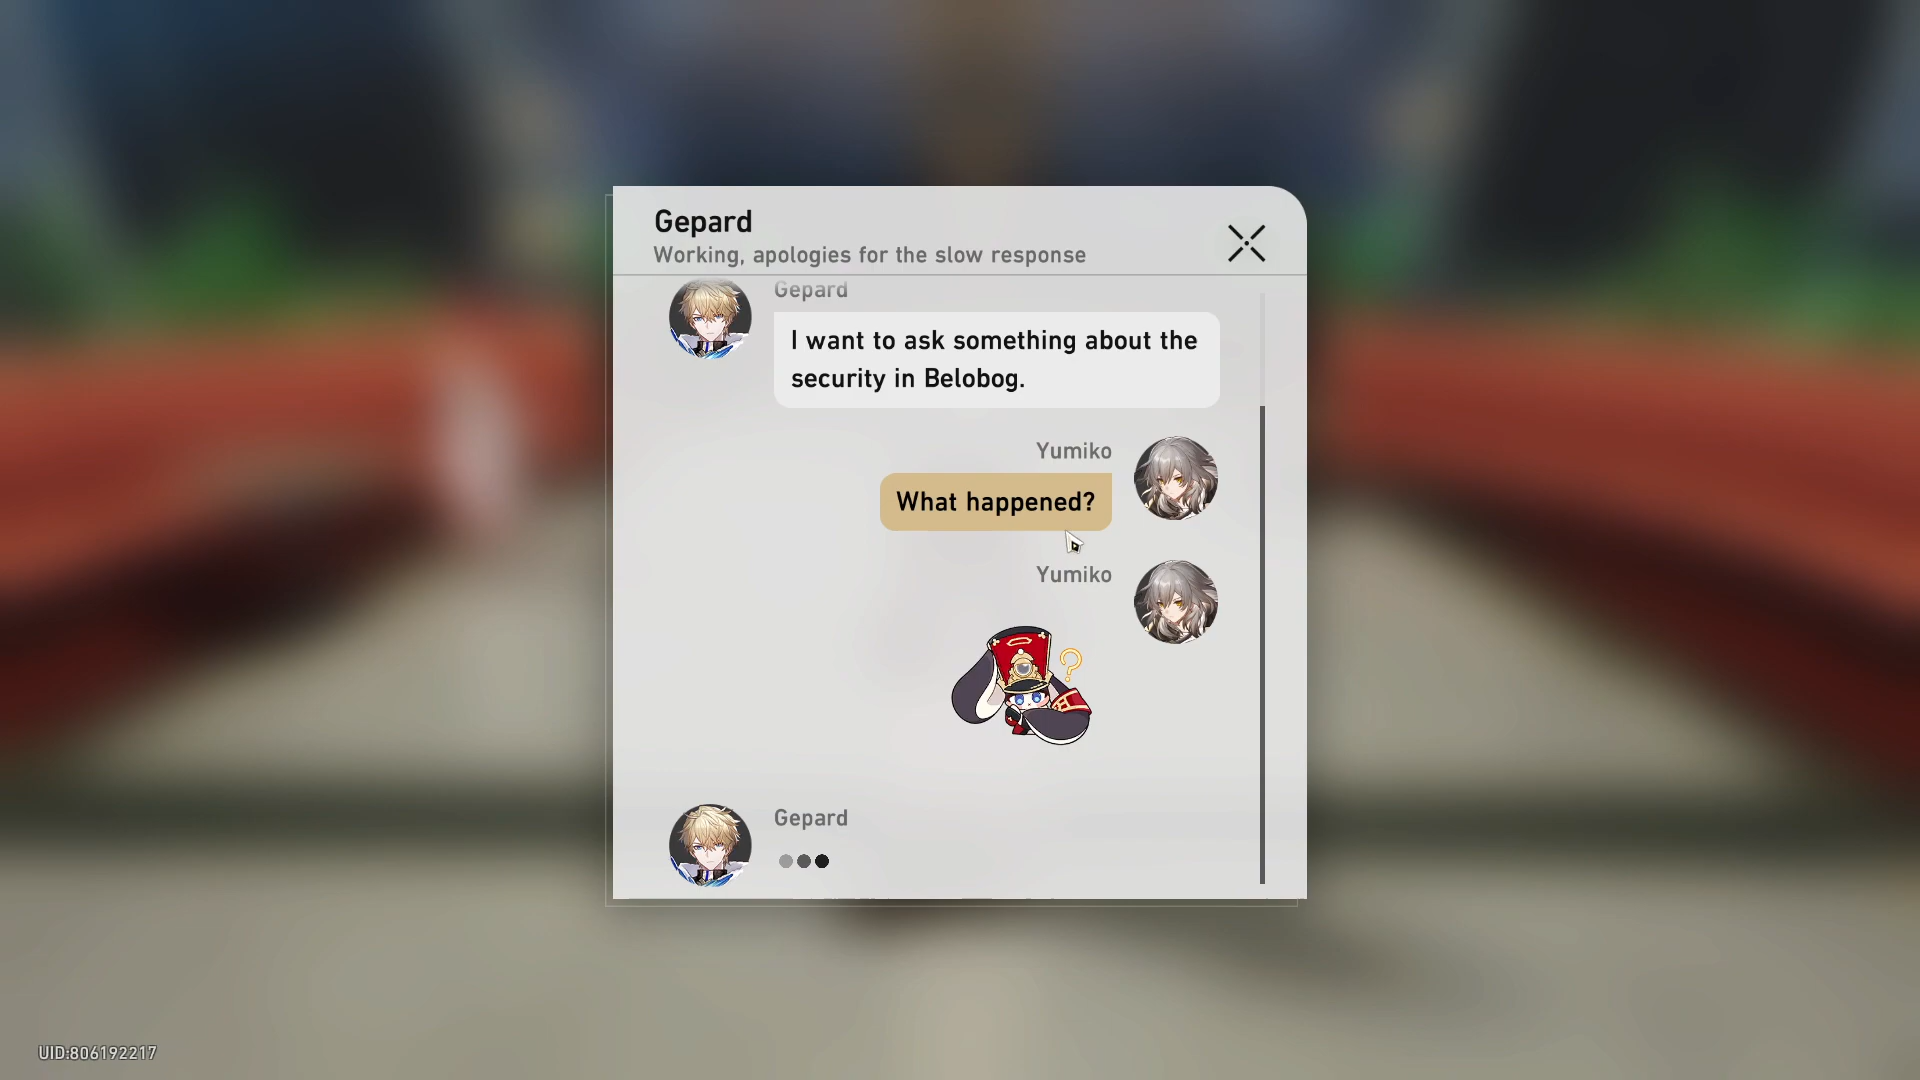 Gepard
Working, apologies for the slow response
Gepard
I want to ask something about the
security in Belobog.
Yumiko
What happened?
Yumiko
?
Gepard
UID:806192217